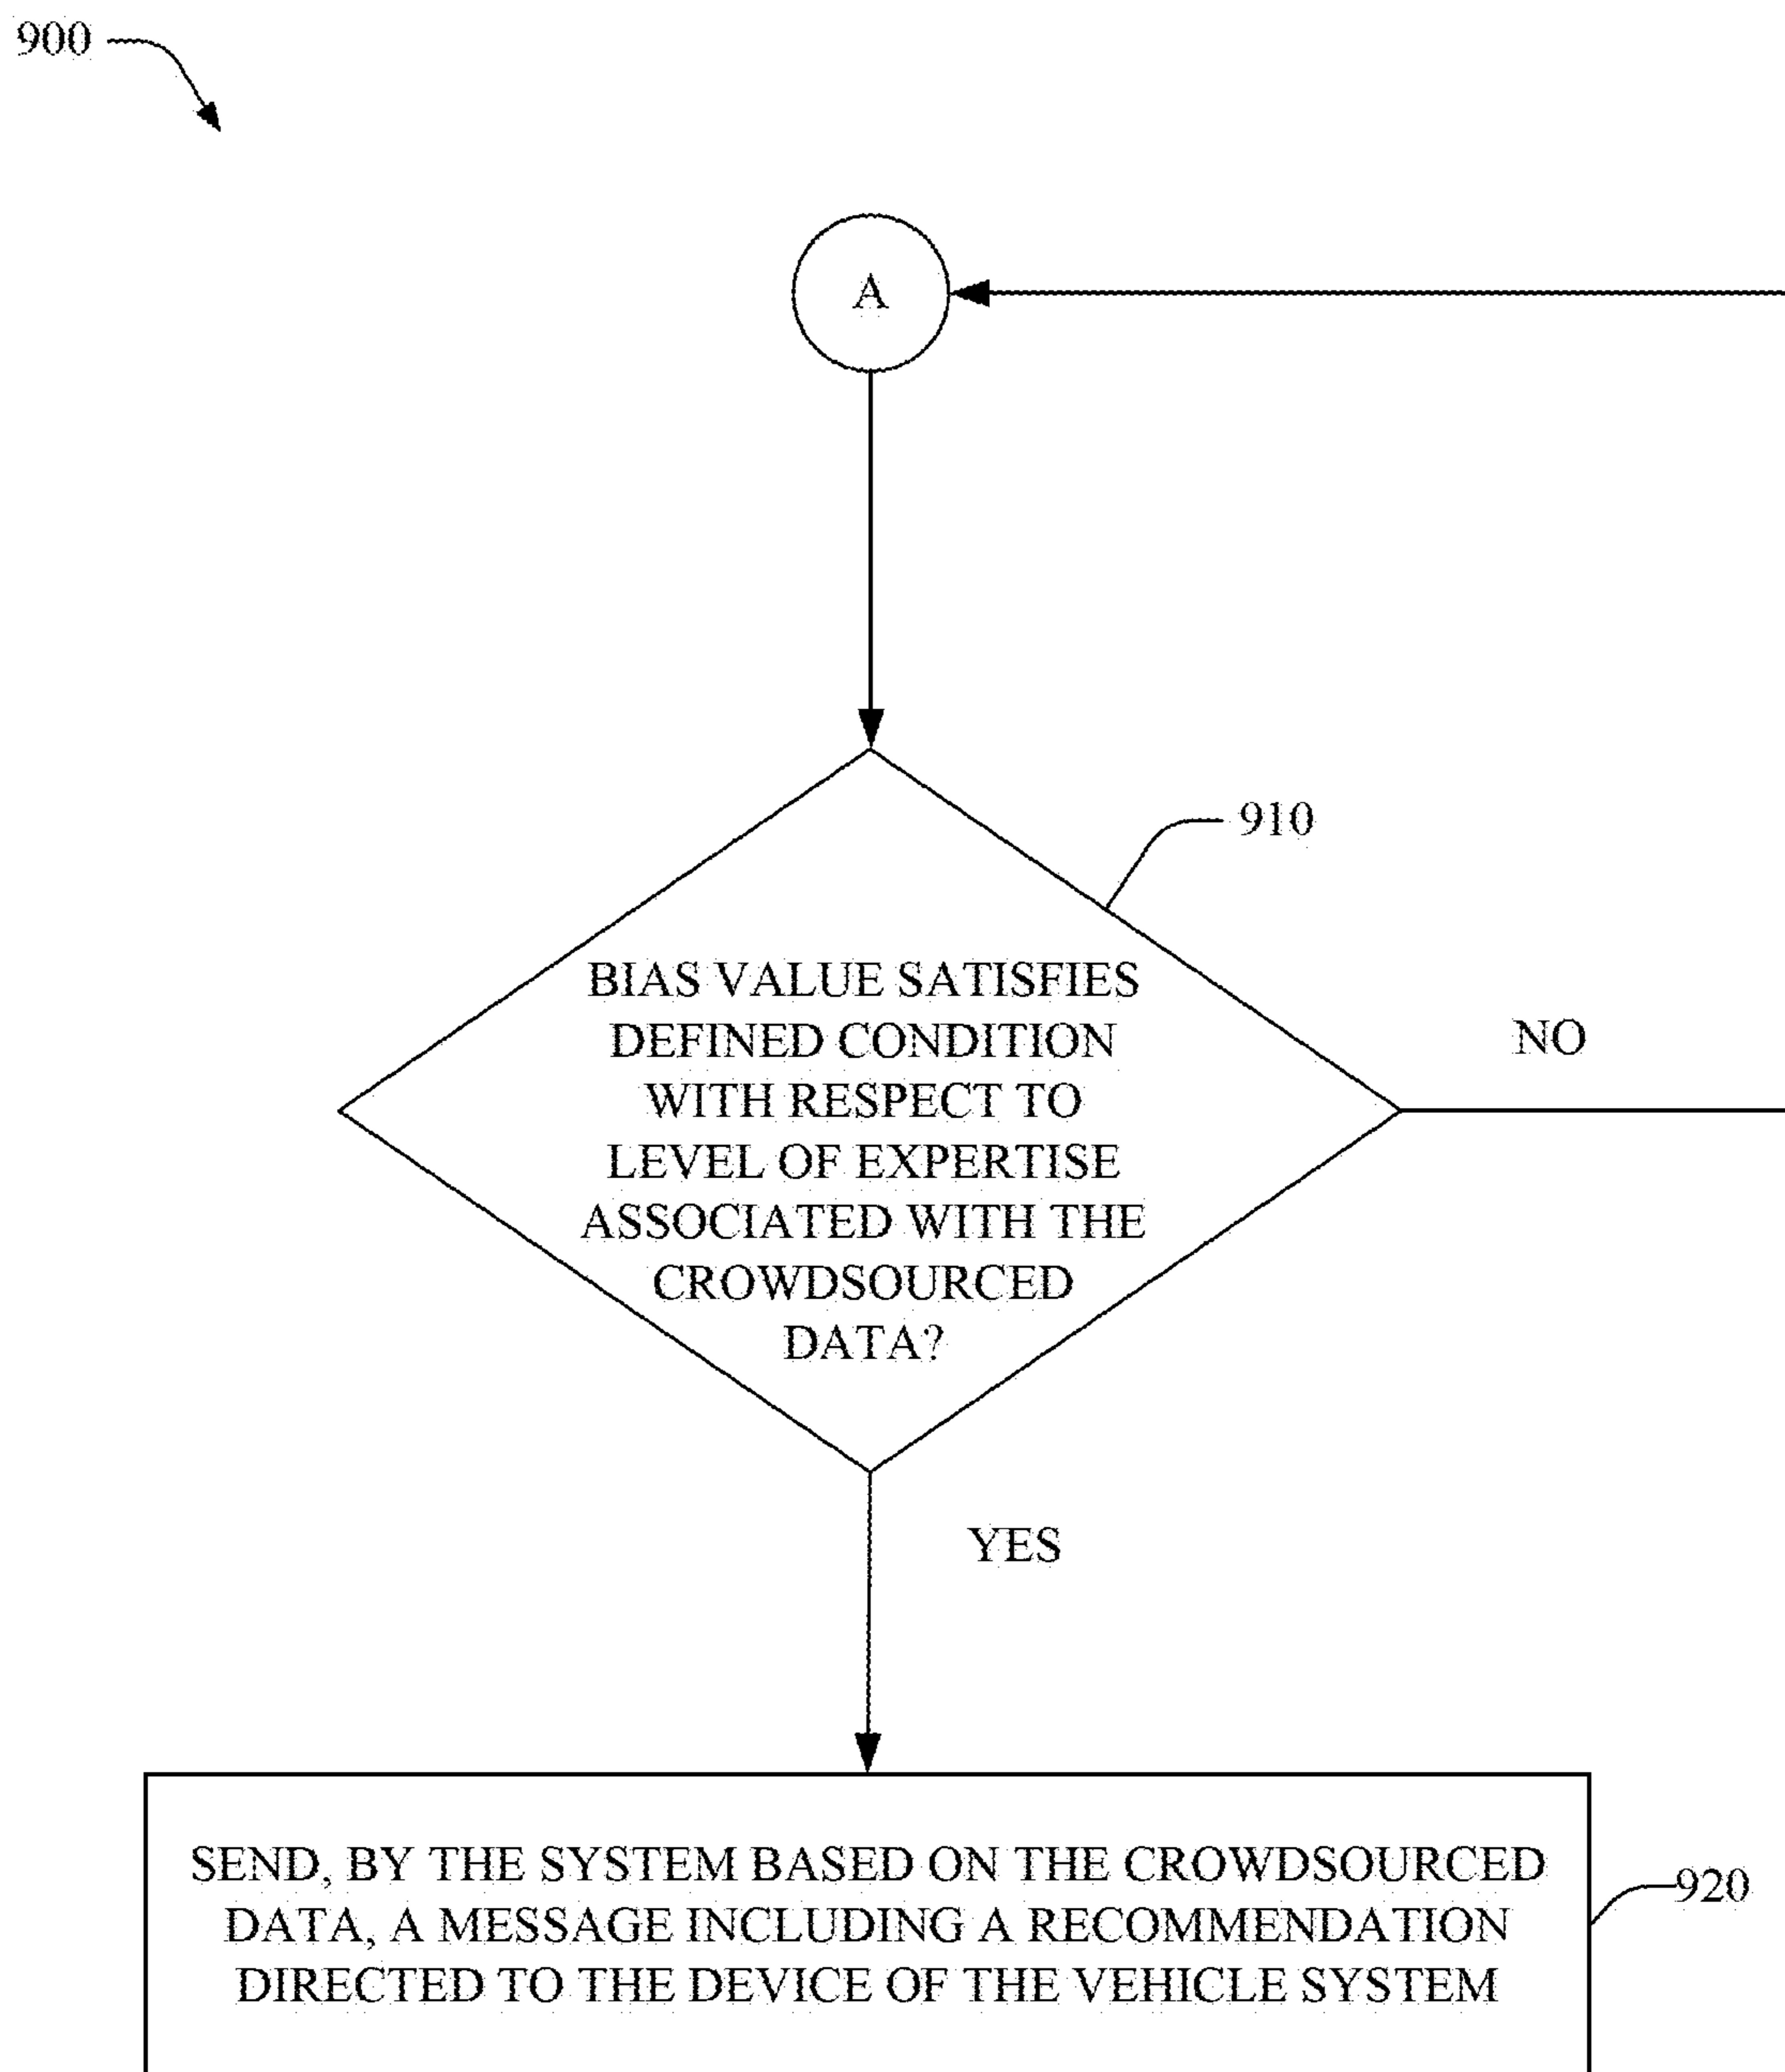 900
A
910
BIAS VALUE SATISFIES
DEFINED CONDITION
WITH RESPECT TO
LEVEL OF EXPERTISE
ASSOCIATED WITH THE
CROWDSOURCED
DATA?
NO
YES
SEND, BY THE SYSTEM BASED ON THE CROWDSOURCED
DATA, A MESSAGE INCLUDING A RECOMMENDATION
DIRECTED TO THE DEVICE OF THE VEHICLE SYSTEM
920